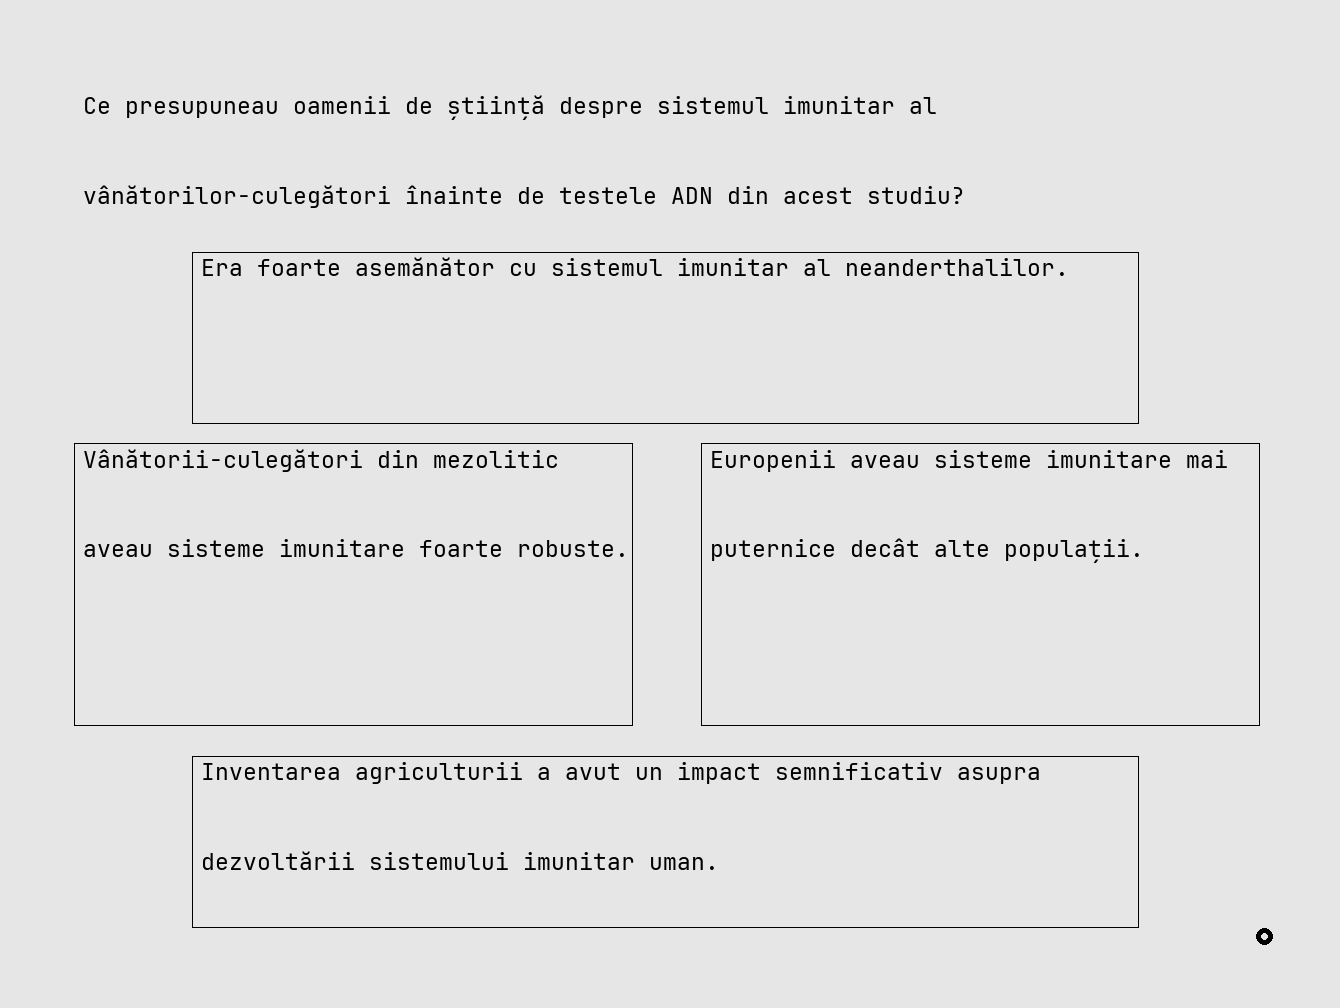 Ce presupuneau oamenii de știință despre sistemul imunitar al
vânătorilor-culegători înainte de testele ADN din acest studiu?
Era foarte asemănător cu sistemul imunitar al neanderthalilor.
Vânătorii-culegători din mezolitic
aveau sisteme imunitare foarte robuste.
Europenii aveau sisteme imunitare mai
puternice decât alte populații.
Inventarea agriculturii a avut un impact semnificativ asupra
dezvoltării sistemului imunitar uman.